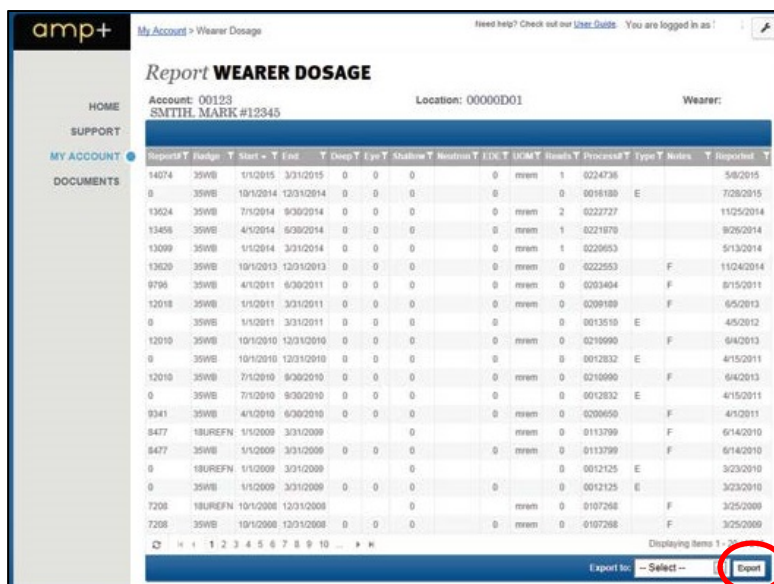 amp+
My Account > Wearer Dosage
Need help? Check out our User Guide. You are logged in as
Report WEARER DOSAGE
Account: 00123 Location: 00000D01 Wearer:
SMTIH, MARK #12345
HOME
SUPPORT
MY ACCOUNT
DOCUMENTS
Report# Badge Start End Deep Eye Shallow Neutron EDE UOM Reads Process# Type Notes Reported
14074 35WB 1/1/2015 3/31/2015 0 0 0 0 mrem 1 0224736 5/8/2015
0 35WB 10/1/2014 12/31/2014 0 0 0 0 0 0016180 E 7/28/2015
13624 35WB 7/1/2014 9/30/2014 0 0 0 0 mrem 2 0222727 11/25/2014
13456 35WB 4/1/2014 6/30/2014 0 0 0 0 mrem 1 0221870 9/26/2014
13099 35WB 1/1/2014 3/31/2014 0 0 0 0 mrem 1 0220653 5/13/2014
13620 35WB 10/1/2013 12/31/2013 0 0 0 0 mrem 0 0222553 F 11/24/2014
9796 35WB 4/1/2011 6/30/2011 0 0 0 0 mrem 0 0203404 F 8/15/2011
12018 35WB 1/1/2011 3/31/2011 0 0 0 0 mrem 0 0209189 F 6/5/2013
0 35WB 1/1/2011 3/31/2011 0 0 0 0 0 0013510 E 4/5/2012
12010 35WB 10/1/2010 12/31/2010 0 0 0 0 mrem 0 0210990 F 6/4/2013
0 35WB 10/1/2010 12/31/2010 0 0 0 0 0 0012832 E 4/15/2011
12010 35WB 7/1/2010 9/30/2010 0 0 0 0 mrem 0 0210990 F 6/4/2013
0 35WB 7/1/2010 9/30/2010 0 0 0 0 0 0012832 E 4/15/2011
9341 35WB 4/1/2010 6/30/2010 0 0 0 0 mrem 0 0200650 F 4/1/2011
8477 18UREFN 1/1/2009 3/31/2009 0 mrem 0 0113799 F 6/14/2010
8477 35WB 1/1/2009 3/31/2009 0 0 0 0 mrem 0 0113799 F 6/14/2010
0 18UREFN 1/1/2009 3/31/2009 0 0 0012125 E 3/23/2010
0 35WB 1/1/2009 3/31/2009 0 0 0 0 0 0012125 E 3/23/2010
7208 18UREFN 10/1/2008 12/31/2008 0 mrem 0 0107268 F 3/25/2009
7208 35WB 10/1/2008 12/31/2008 0 0 0 0 mrem 0 0107268 F 3/25/2009
1 2 3 4 5 6 7 8 9 10 ... Displaying items 1 -
Export to: -- Select -- Export